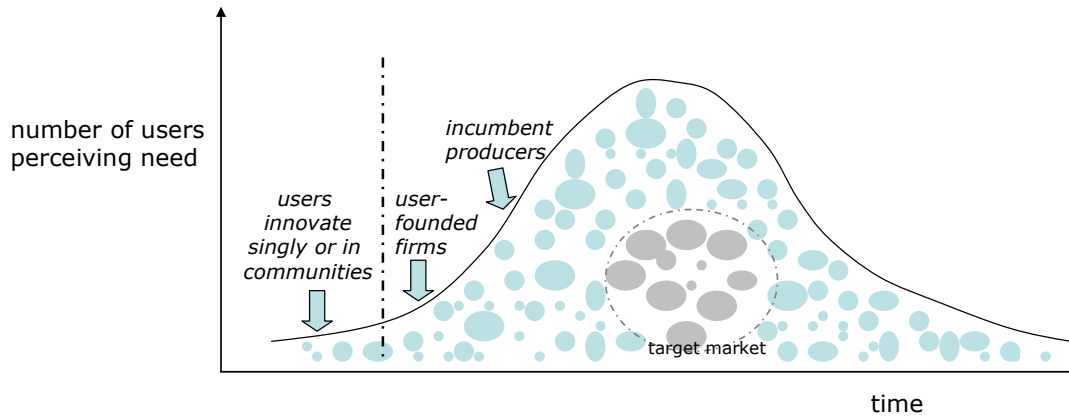 number of users
perceiving need
users
innovate
singly or in
communities
user-
founded
firms
incumbent
producers
target market
time